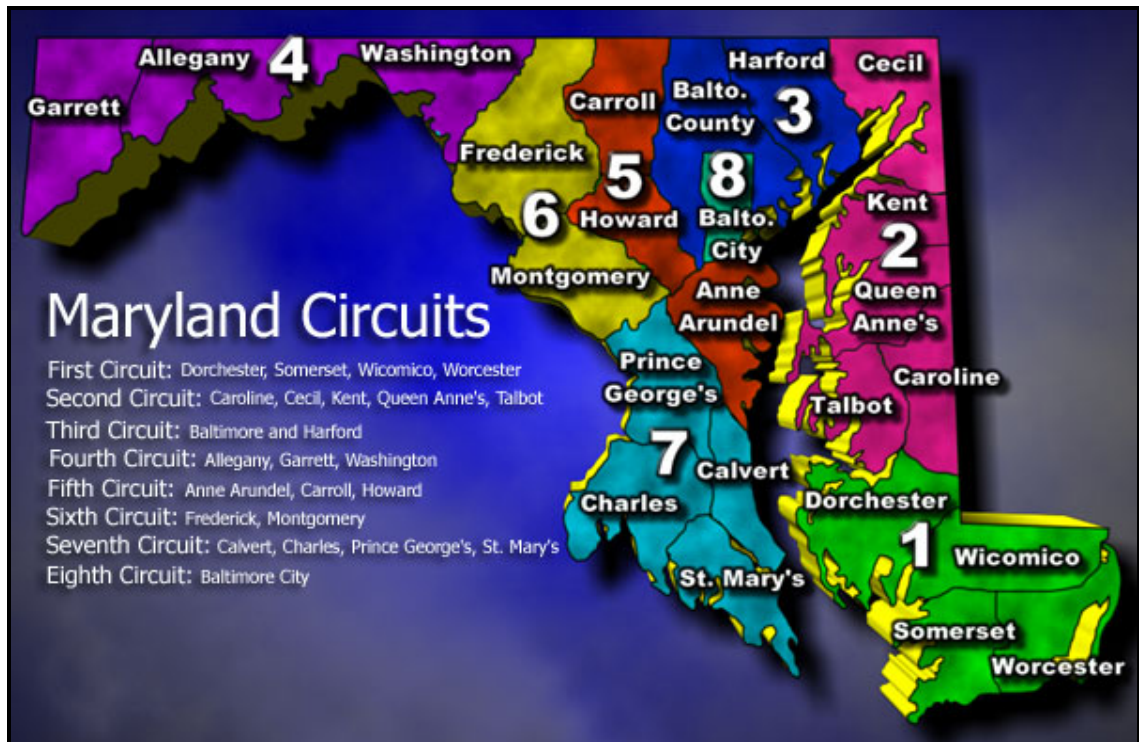 Allegany
4
Washington
Garrett
Harford
Cecil
Carroll
Balto.
County
3
Frederick
5
8
Kent
6
Howard
Balto.
City
2
Montgomery
Anne
Arundel
Queen
Anne's
Maryland Circuits
Prince
George's
Caroline
Talbot
First Circuit: Dorchester, Somerset, Wicomico, Worcester
Second Circuit: Caroline, Cecil, Kent, Queen Anne's, Talbot
Third Circuit: Baltimore and Harford
Fourth Circuit: Allegany, Garrett, Washington
Fifth Circuit: Anne Arundel, Carroll, Howard
Sixth Circuit: Frederick, Montgomery
Seventh Circuit: Calvert, Charles, Prince George's, St. Mary's
Eighth Circuit: Baltimore City
7
Calvert
Charles
St. Mary's
Dorchester
1
Wicomico
Somerset
Worcester